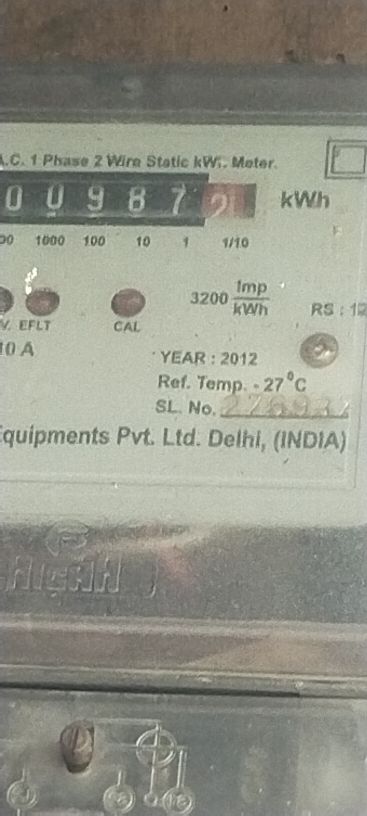 A.C. 1 Phase 2 Wire Static kWh. Meter.
0 0 9 8 7 2 kWh
00 1000 100 10 1 1/10
3200 Imp/kWh
RS : 12
V. EFLT CAL
10 A
YEAR : 2012
Ref. Temp. - 27°C
SL. No.
Equipments Pvt. Ltd. Delhi, (INDIA)